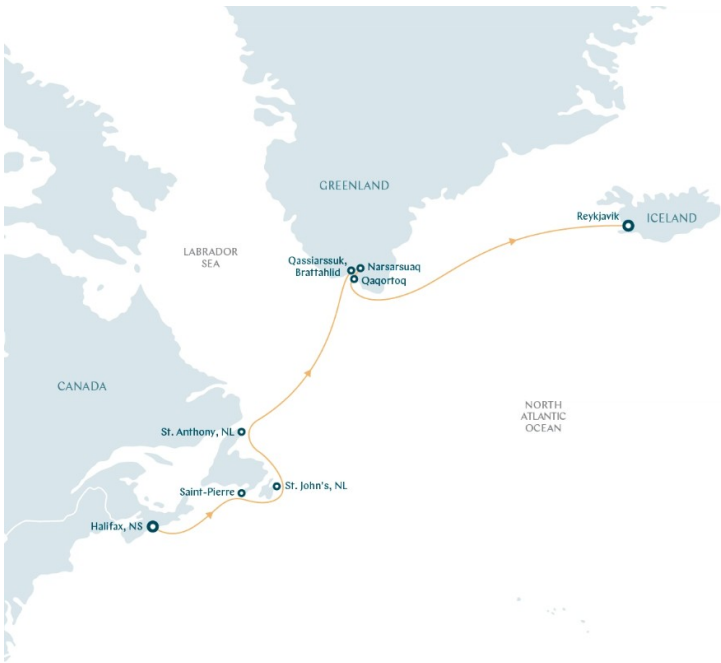 GREENLAND
Reykjavik
ICELAND
LABRADOR
SEA
Qassiarssuk,
Brattahlid
Narsarsuaq
Qaqortoq
CANADA
NORTH
ATLANTIC
OCEAN
St. Anthony, NL
Saint-Pierre
St. John's, NL
Halifax, NS